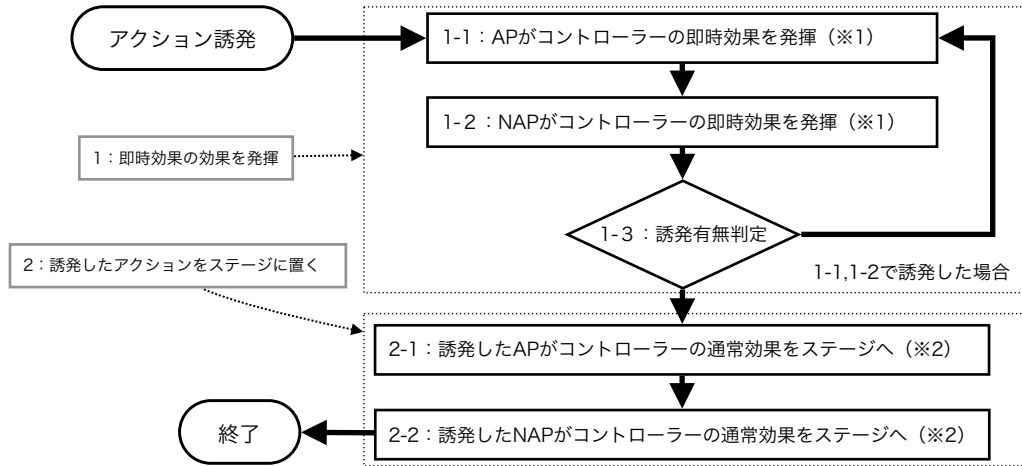 アクション誘発
1-1：APがコントローラーの即時効果を発揮（※1）
1-２：NAPがコントローラーの即時効果を発揮（※1）
1：即時効果の効果を発揮
1-３：誘発有無判定
2：誘発したアクションをステージに置く
1-1,1-2で誘発した場合
2-1：誘発したAPがコントローラーの通常効果をステージへ（※2）
終了
2-2：誘発したNAPがコントローラーの通常効果をステージへ（※2）